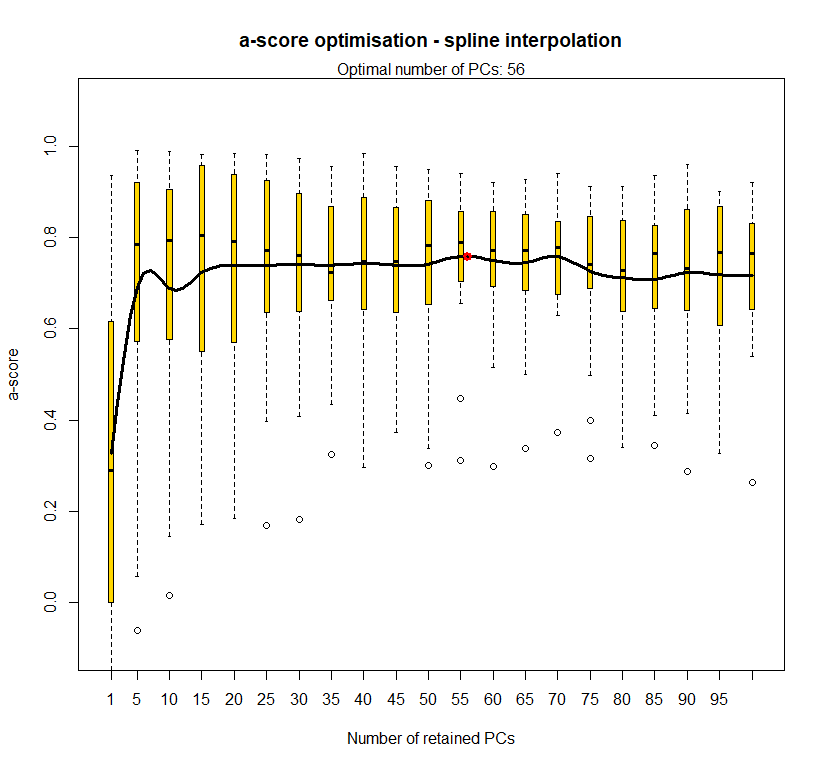 a-score optimisation - spline interpolation
Optimal number of PCs: 56
a-score
1.0
0.8
0.6
0.4
0.2
0.0
1 5 10 15 20 25 30 35 40 45 50 55 60 65 70 75 80 85 90 95
Number of retained PCs